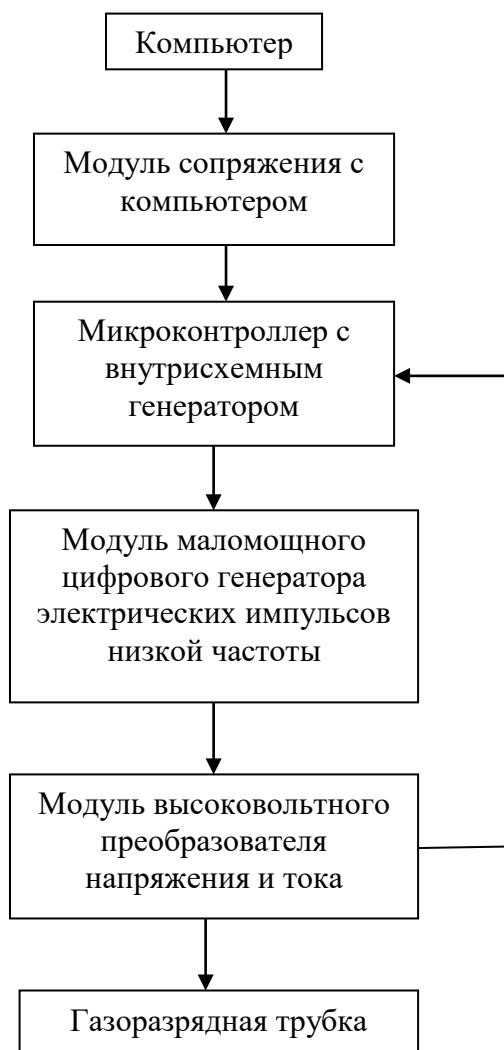 Компьютер
Модуль сопряжения с
компьютером
Микроконтроллер с
внутрисхемным
генератором
Модуль маломощного
цифрового генератора
электрических импульсов
низкой частоты
Модуль высоковольтного
преобразователя
напряжения и тока
Газоразрядная трубка